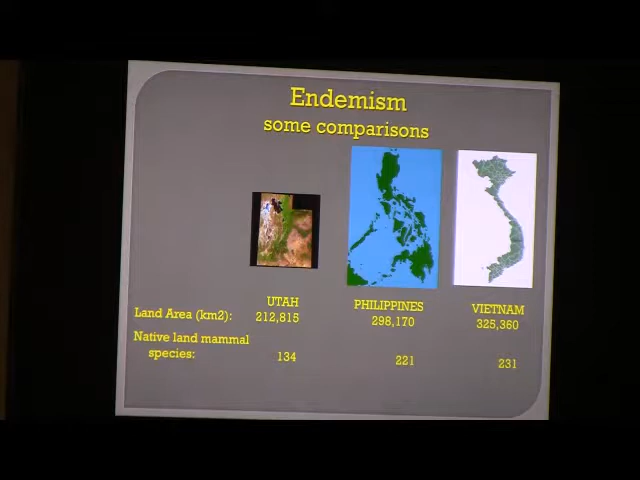 Endemism
some comparisons
UTAH PHILIPPINES VIETNAM
Land Area (km2): 212,815 298,170 325,360
Native land mammal
species: 134 221 231